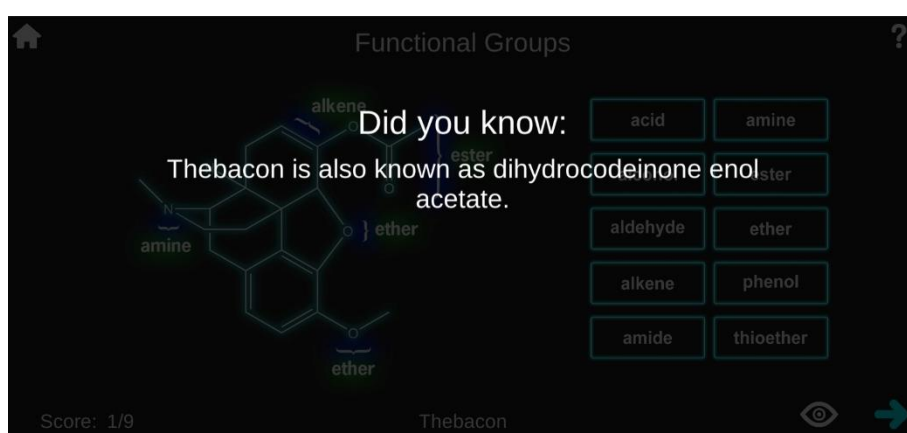 Functional Groups
?
Did you know:
Thebacon is also known as dihydrocodeinone enol
acetate.
alkene
O
ester
O
N
amine
O } ether
O
ether
acid
amine
alcohol
ester
aldehyde
ether
alkene
phenol
amide
thioether
Score: 1/9
Thebacon